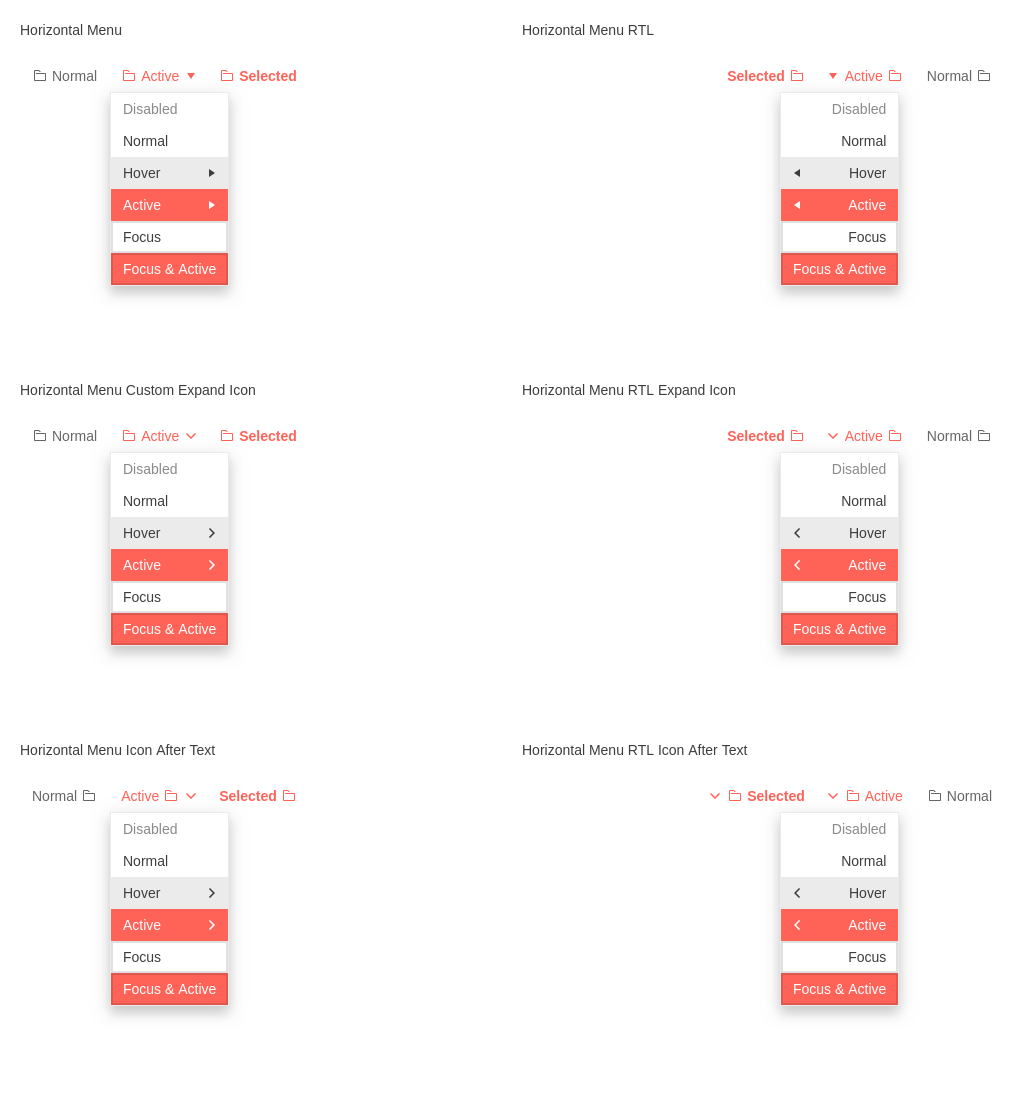 Horizontal Menu
Normal Active Selected
Disabled
Normal
Hover
Active
Focus
Focus & Active
Horizontal Menu RTL
Selected Active Normal
Disabled
Normal
Hover
Active
Focus
Focus & Active
Horizontal Menu Custom Expand Icon
Normal Active Selected
Disabled
Normal
Hover
Active
Focus
Focus & Active
Horizontal Menu RTL Expand Icon
Selected Active Normal
Disabled
Normal
Hover
Active
Focus
Focus & Active
Horizontal Menu Icon After Text
Normal Active Selected
Disabled
Normal
Hover
Active
Focus
Focus & Active
Horizontal Menu RTL Icon After Text
Selected Active Normal
Disabled
Normal
Hover
Active
Focus
Focus & Active